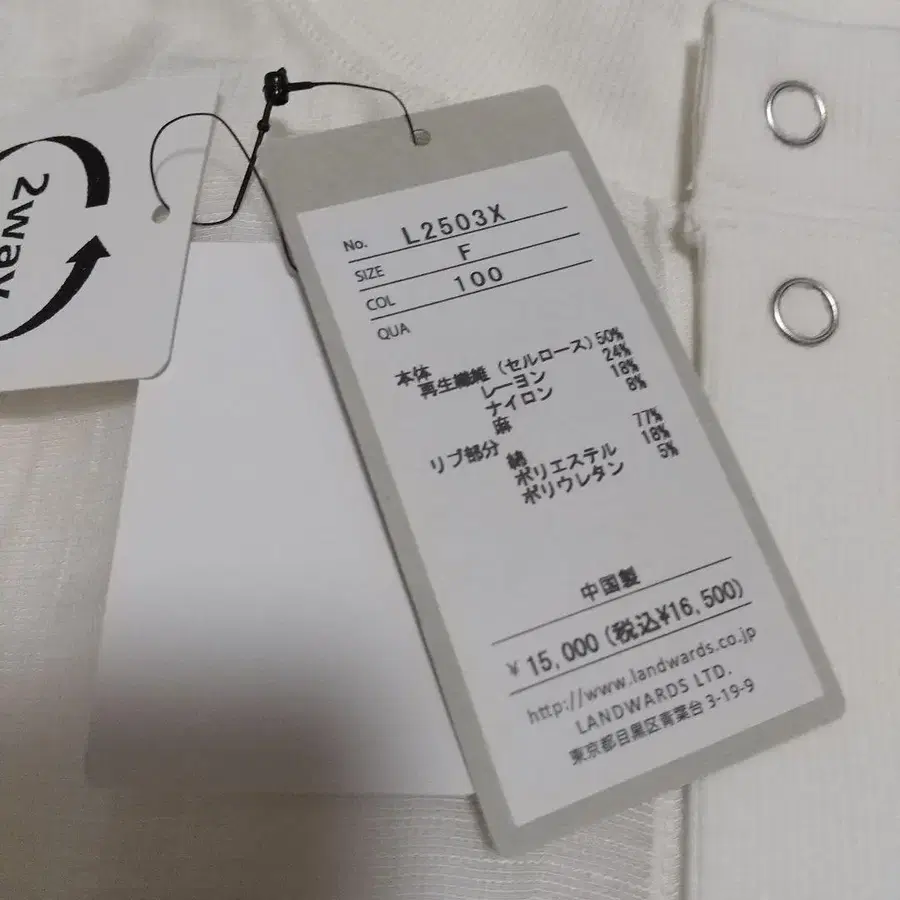 2way
No. L2503X
SIZE F
COL 100
QUA
本体
再生繊維 (セルロース) 50%
レーヨン 24%
ナイロン 18%
麻 8%
リブ部分
綿 77%
ポリエステル 18%
ポリウレタン 5%
中国製
¥15,000 (税込¥16,500)
http://www.landwards.co.jp
LANDWARDS LTD.
東京都目黒区青葉台 3-19-9